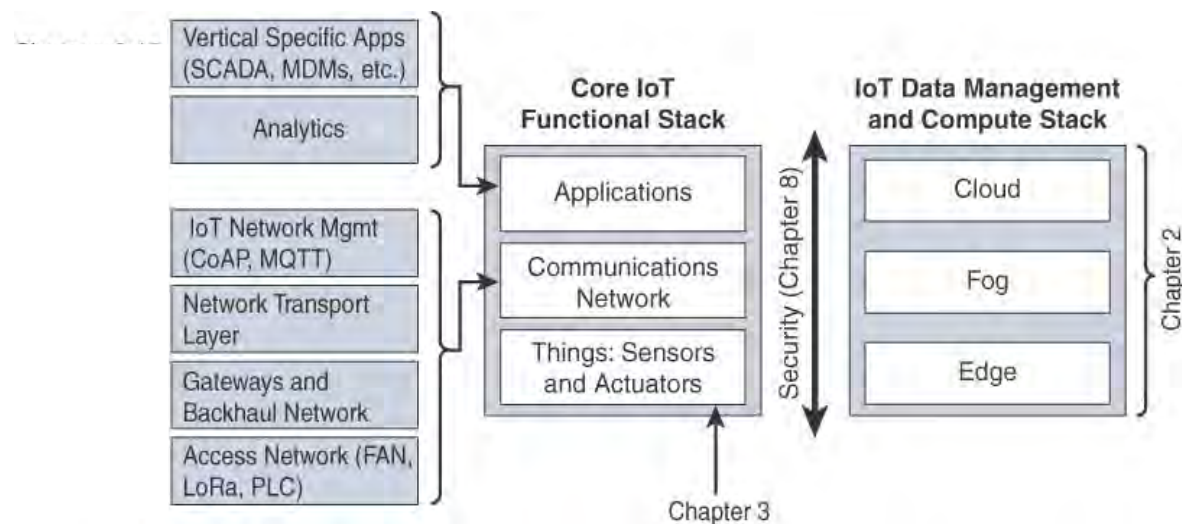 Vertical Specific Apps
(SCADA, MDMs, etc.)
Analytics
IoT Network Mgmt
(CoAP, MQTT)
Network Transport
Layer
Gateways and
Backhaul Network
Access Network (FAN,
LoRa, PLC)
Core IoT
Functional Stack
Applications
Communications
Network
Things: Sensors
and Actuators
Chapter 3
Security (Chapter 8)
IoT Data Management
and Compute Stack
Cloud
Fog
Edge
Chapter 2